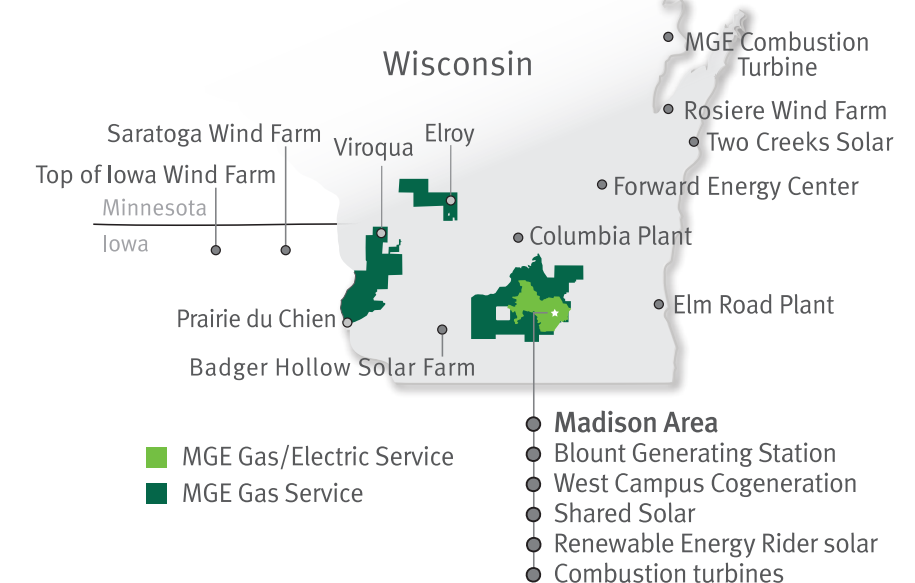 Wisconsin
MGE Combustion
Turbine
Rosiere Wind Farm
Two Creeks Solar
Saratoga Wind Farm
Viroqua
Elroy
Top of Iowa Wind Farm
Forward Energy Center
Minnesota
Iowa
Columbia Plant
Prairie du Chien
Elm Road Plant
Badger Hollow Solar Farm
Madison Area
Blount Generating Station
West Campus Cogeneration
Shared Solar
Renewable Energy Rider solar
Combustion turbines
MGE Gas/Electric Service
MGE Gas Service